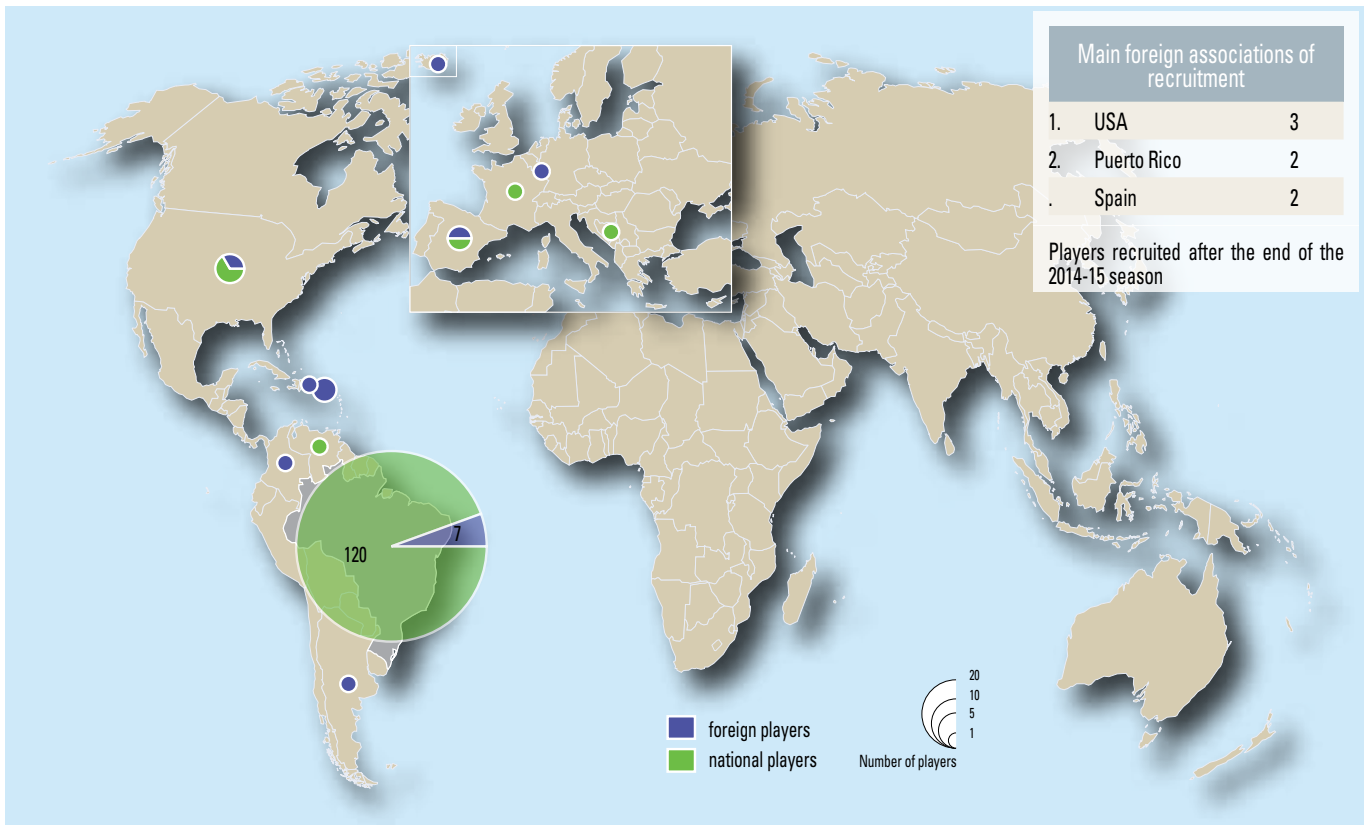 Main foreign associations of
recruitment
1. USA 3
2. Puerto Rico 2
. Spain 2
Players recruited after the end of the
2014-15 season
120
7
foreign players
national players
20
10
5
1
Number of players